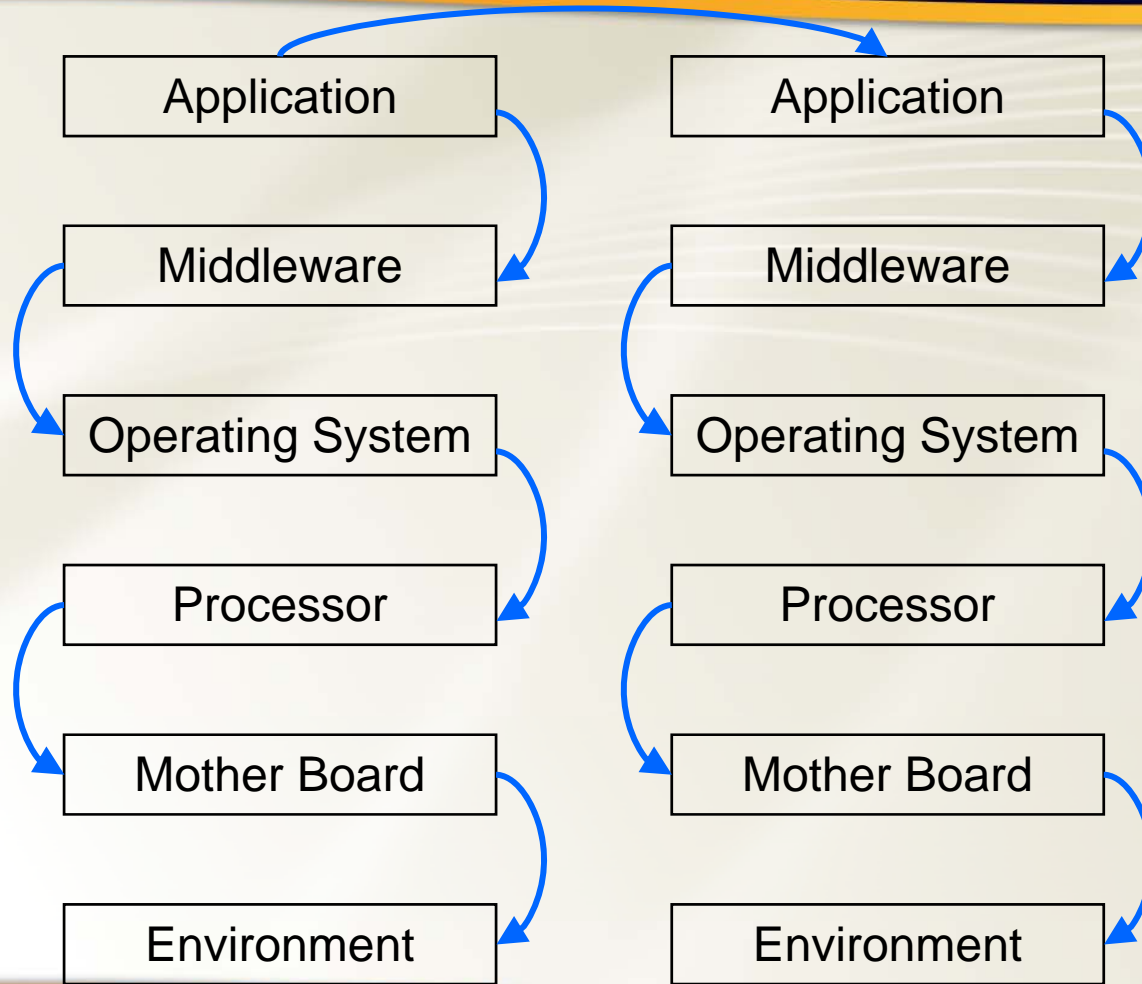 Application
Middleware
Operating System
Processor
Mother Board
Environment
Application
Middleware
Operating System
Processor
Mother Board
Environment